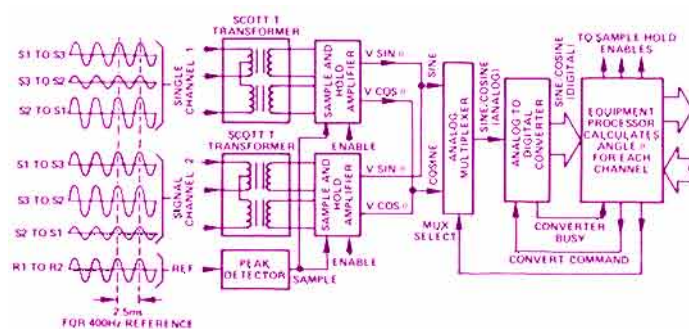 SCOTT T
TRANSFORMER
S1 TO S3
S3 TO S2
S2 TO S1
SINGLE
CHANNEL 1
SAMPLE AND
HOLD
AMPLIFIER
V SIN θ
V COS θ
ENABLE
SCOTT T
TRANSFORMER
S1 TO S3
S3 TO S2
S2 TO S1
SIGNAL
CHANNEL 2
SAMPLE AND
HOLD
AMPLIFIER
V SIN θ
V COS θ
ENABLE
R1 TO R2
REF
PEAK
DETECTOR
SAMPLE
2.5ms
FOR 400Hz REFERENCE
SINE
COSINE
ANALOG
MULTIPLEXER
MUX
SELECT
SINE/COSINE
(ANALOG)
ANALOG TO
DIGITAL
CONVERTER
SINE/COSINE
(DIGITAL)
TO SAMPLE HOLD
ENABLES
EQUIPMENT
PROCESSOR
CALCULATES
ANGLE θ
FOR EACH
CHANNEL
CONVERTER
BUSY
CONVERT COMMAND